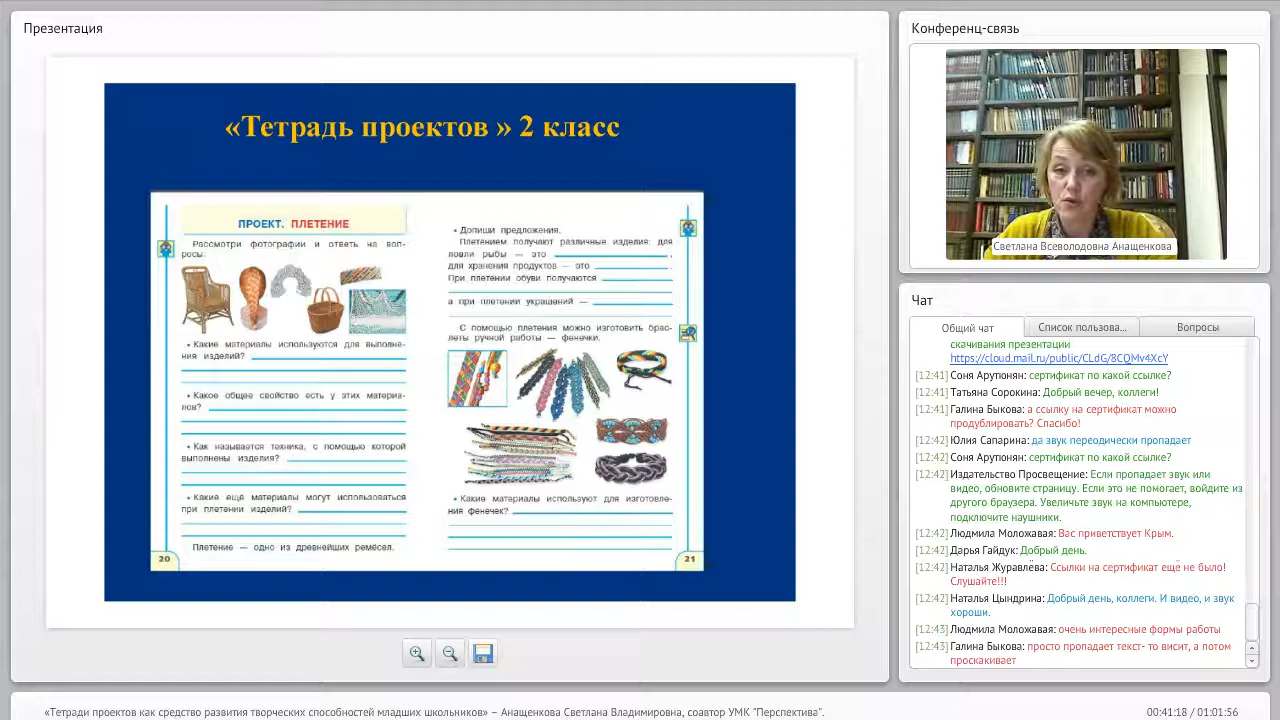 Презентация
«Тетрадь проектов » 2 класс
ПРОЕКТ. ПЛЕТЕНИЕ
Рассмотри фотографии и ответь на воп-
росы.
• Какие материалы используются для выполне-
ния изделий?
• Какое общее свойство есть у этих материа-
лов?
• Как называется техника, с помощью которой
выполнены изделия?
• Какие ещё материалы могут использоваться
при плетении изделий?
Плетение — одно из древнейших ремёсел.
20
• Допиши предложения.
Плетением получают различные изделия: для
ловли рыбы — это ,
для хранения продуктов — это .
При плетении обуви получаются
а при плетении украшений —
С помощью плетения можно изготовить брас-
леты ручной работы — фенечки.
• Какие материалы используют для изготовле-
ния фенечек?
21
Конференц-связь
Светлана Всеволодовна Анащенкова
Чат
Общий чат
Список пользова...
Вопросы
скачивания презентации
https://cloud.mail.ru/public/CLdG/8CQMv4XcY
[12:41] Соня Арутюнян: сертификат по какой ссылке?
[12:41] Татьяна Сорокина: Добрый вечер, коллеги!
[12:41] Галина Быкова: а ссылку на сертификат можно
продублировать? Спасибо!
[12:42] Юлия Сапарина: да звук переодически пропадает
[12:42] Соня Арутюнян: сертификат по какой ссылке?
[12:42] Издательство Просвещение: Если пропадает звук или
видео, обновите страницу. Если это не помогает, войдите из
другого браузера. Увеличьте звук на компьютере,
подключите наушники.
[12:42] Людмила Моложавая: Вас приветствует Крым.
[12:42] Дарья Гайдук: Добрый день.
[12:42] Наталья Журавлёва: Ссылки на сертификат ещё не было!
Слушайте!!!
[12:42] Наталья Цындрина: Добрый день, коллеги. И видео, и звук
хороши.
[12:43] Людмила Моложавая: очень интересные формы работы
[12:43] Галина Быкова: просто пропадает текст- то висит, а потом
проскакивает
«Тетради проектов как средство развития творческих способностей младших школьников» – Анащенкова Светлана Владимировна, соавтор УМК "Перспектива".
00:41:18 / 01:01:56